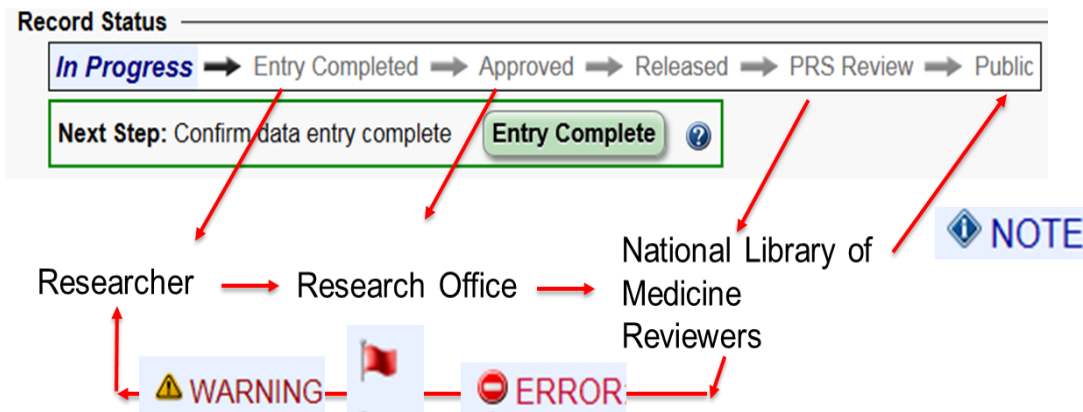 Record Status
In Progress Entry Completed Approved Released PRS Review Public
Next Step: Confirm data entry complete Entry Complete ?
NOTE
National Library of
Researcher Research Office Medicine
Reviewers
WARNING ERROR: